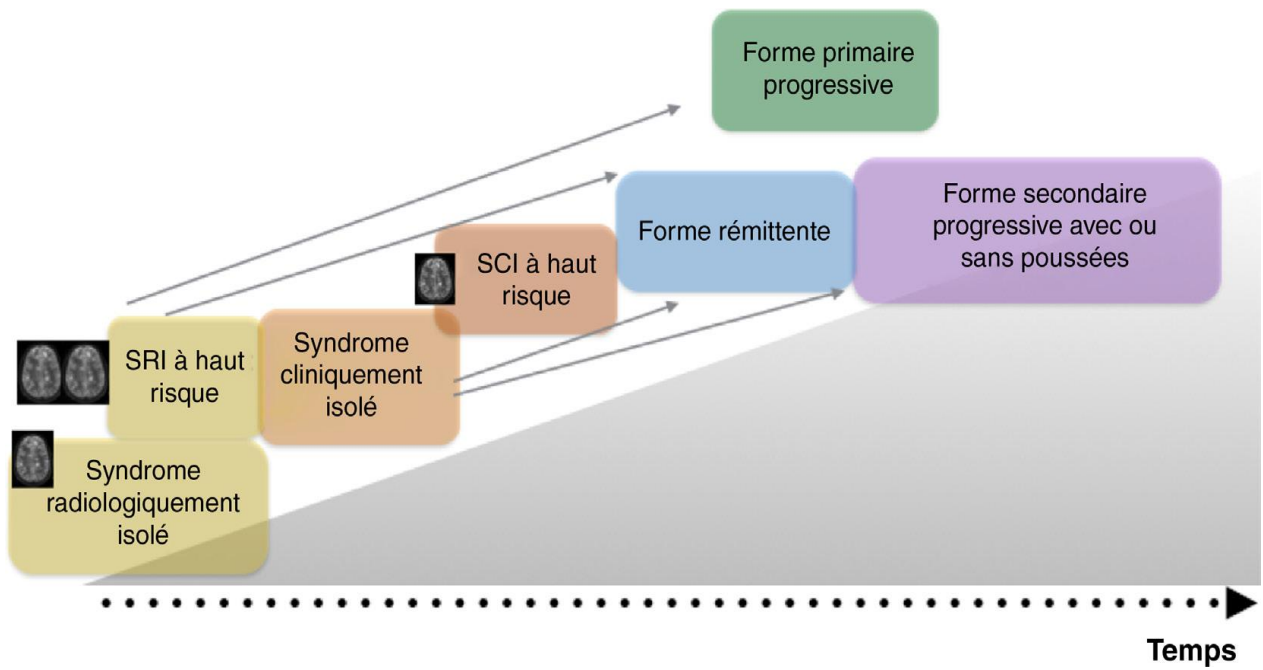 Forme primaire
progressive
Forme secondaire
progressive avec ou
sans poussées
Forme rémittente
SCI à haut
risque
Syndrome
cliniquement
isolé
SRI à haut
risque
Syndrome
radiologiquement
isolé
Temps